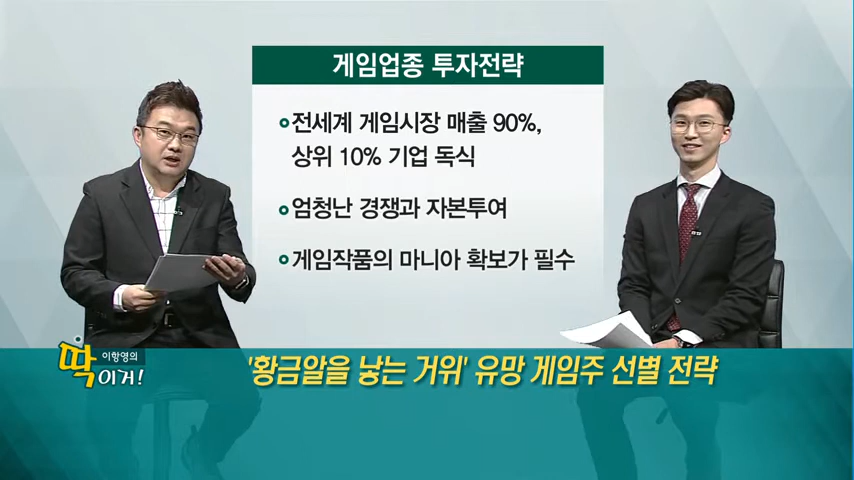 게임업종 투자전략
전세계 게임시장 매출 90%,
상위 10% 기업 독식
엄청난 경쟁과 자본투여
게임작품의 마니아 확보가 필수
이항영의
딱
이거!
'황금알을 낳는 거위' 유망 게임주 선별 전략